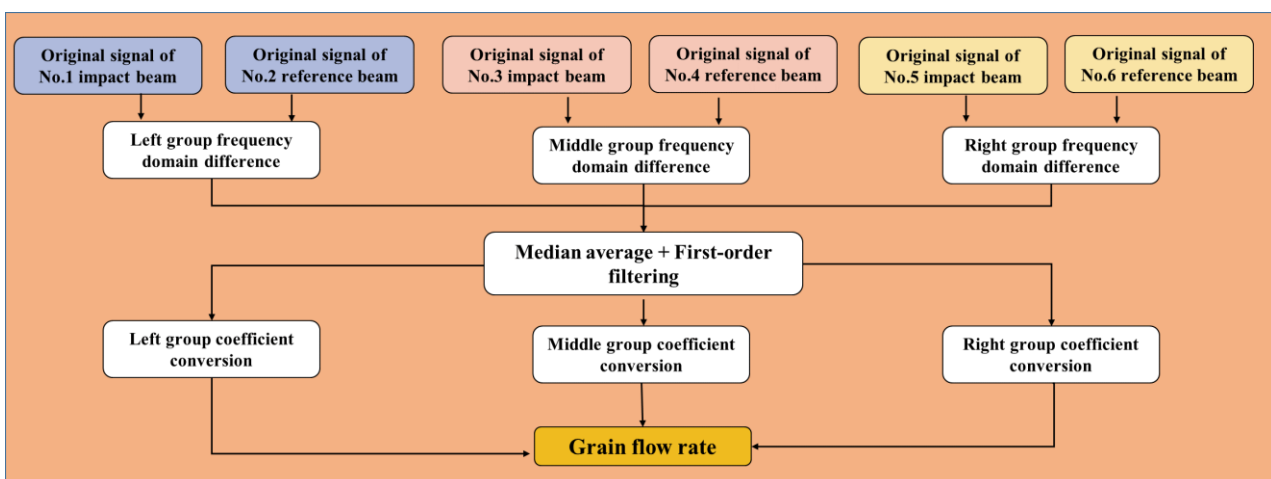 Original signal of
No.1 impact beam
Original signal of
No.2 reference beam
Original signal of
No.3 impact beam
Original signal of
No.4 reference beam
Original signal of
No.5 impact beam
Original signal of
No.6 reference beam
Left group frequency
domain difference
Middle group frequency
domain difference
Right group frequency
domain difference
Median average + First-order
filtering
Left group coefficient
conversion
Middle group coefficient
conversion
Right group coefficient
conversion
Grain flow rate